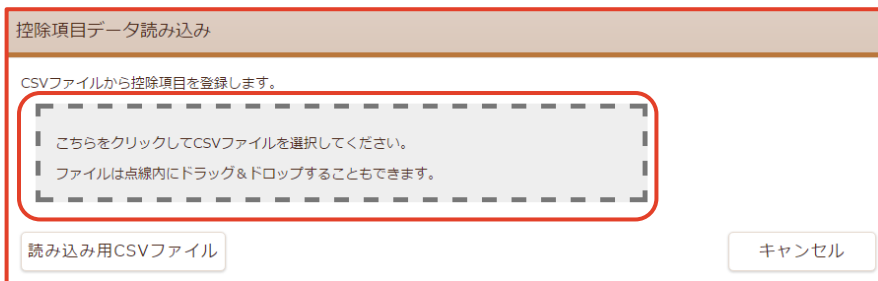 控除項目データ読み込み
CSVファイルから控除項目を登録します。
こちらをクリックしてCSVファイルを選択してください。
ファイルは点線内にドラッグ&ドロップすることもできます。
読み込み用CSVファイル
キャンセル